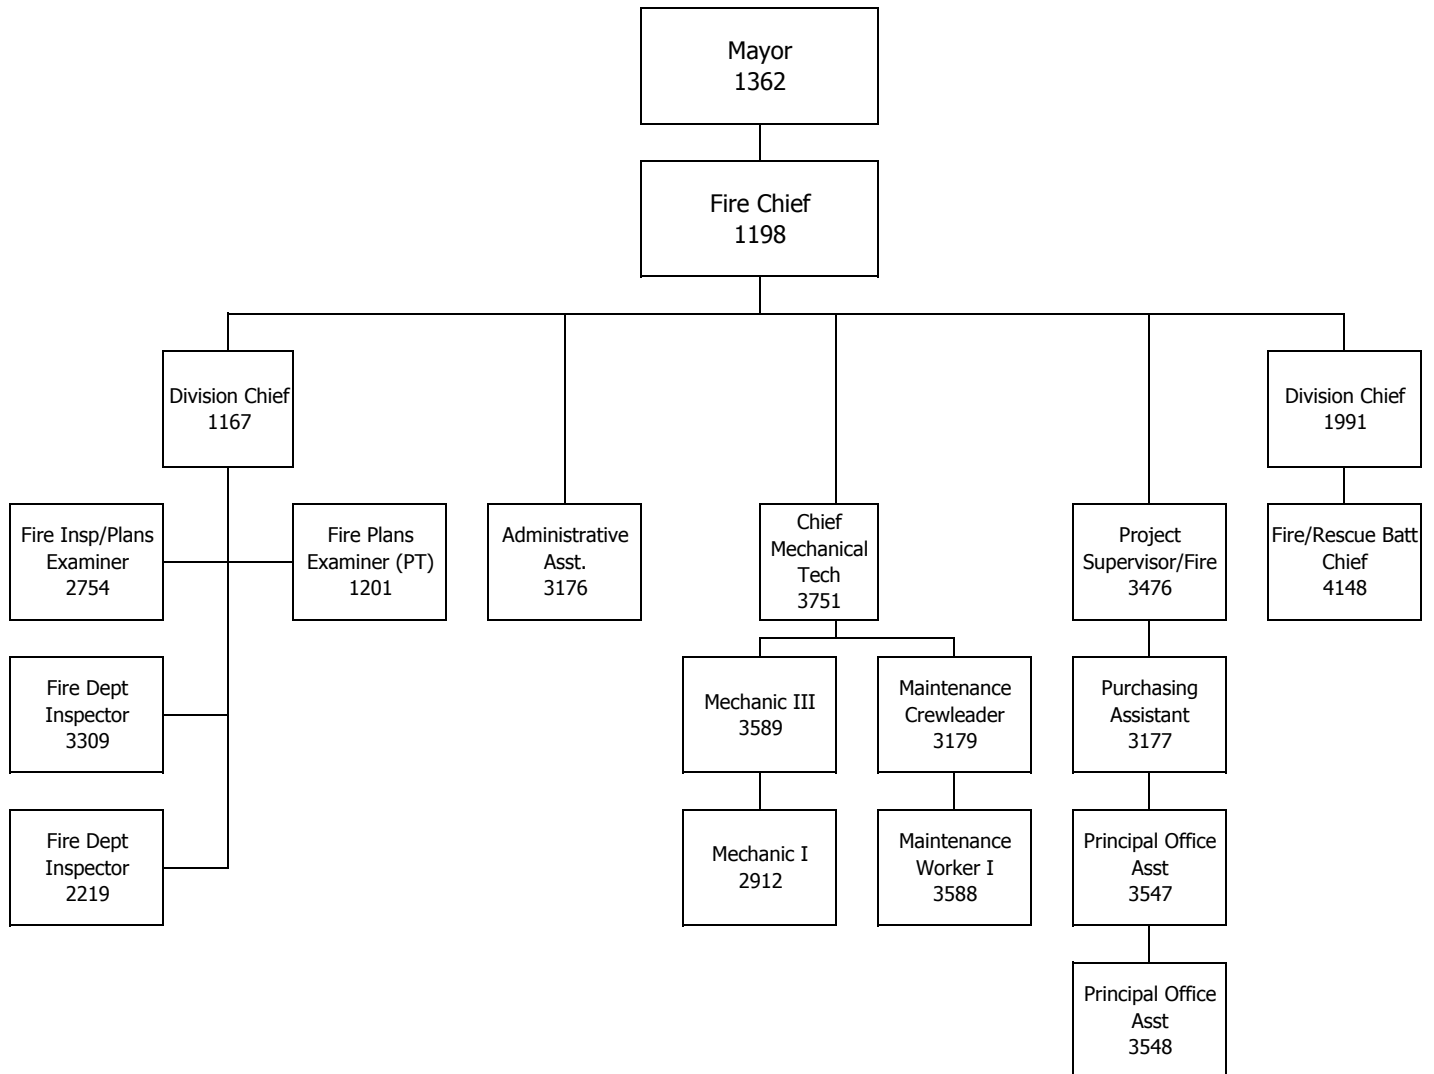 Mayor
1362
Fire Chief
1198
Division Chief
1167
Division Chief
1991
Fire Insp/Plans
Examiner
2754
Fire Plans
Examiner (PT)
1201
Administrative
Asst.
3176
Chief
Mechanical
Tech
3751
Project
Supervisor/Fire
3476
Fire/Rescue Batt
Chief
4148
Fire Dept
Inspector
3309
Mechanic III
3589
Maintenance
Crewleader
3179
Purchasing
Assistant
3177
Fire Dept
Inspector
2219
Mechanic I
2912
Maintenance
Worker I
3588
Principal Office
Asst
3547
Principal Office
Asst
3548